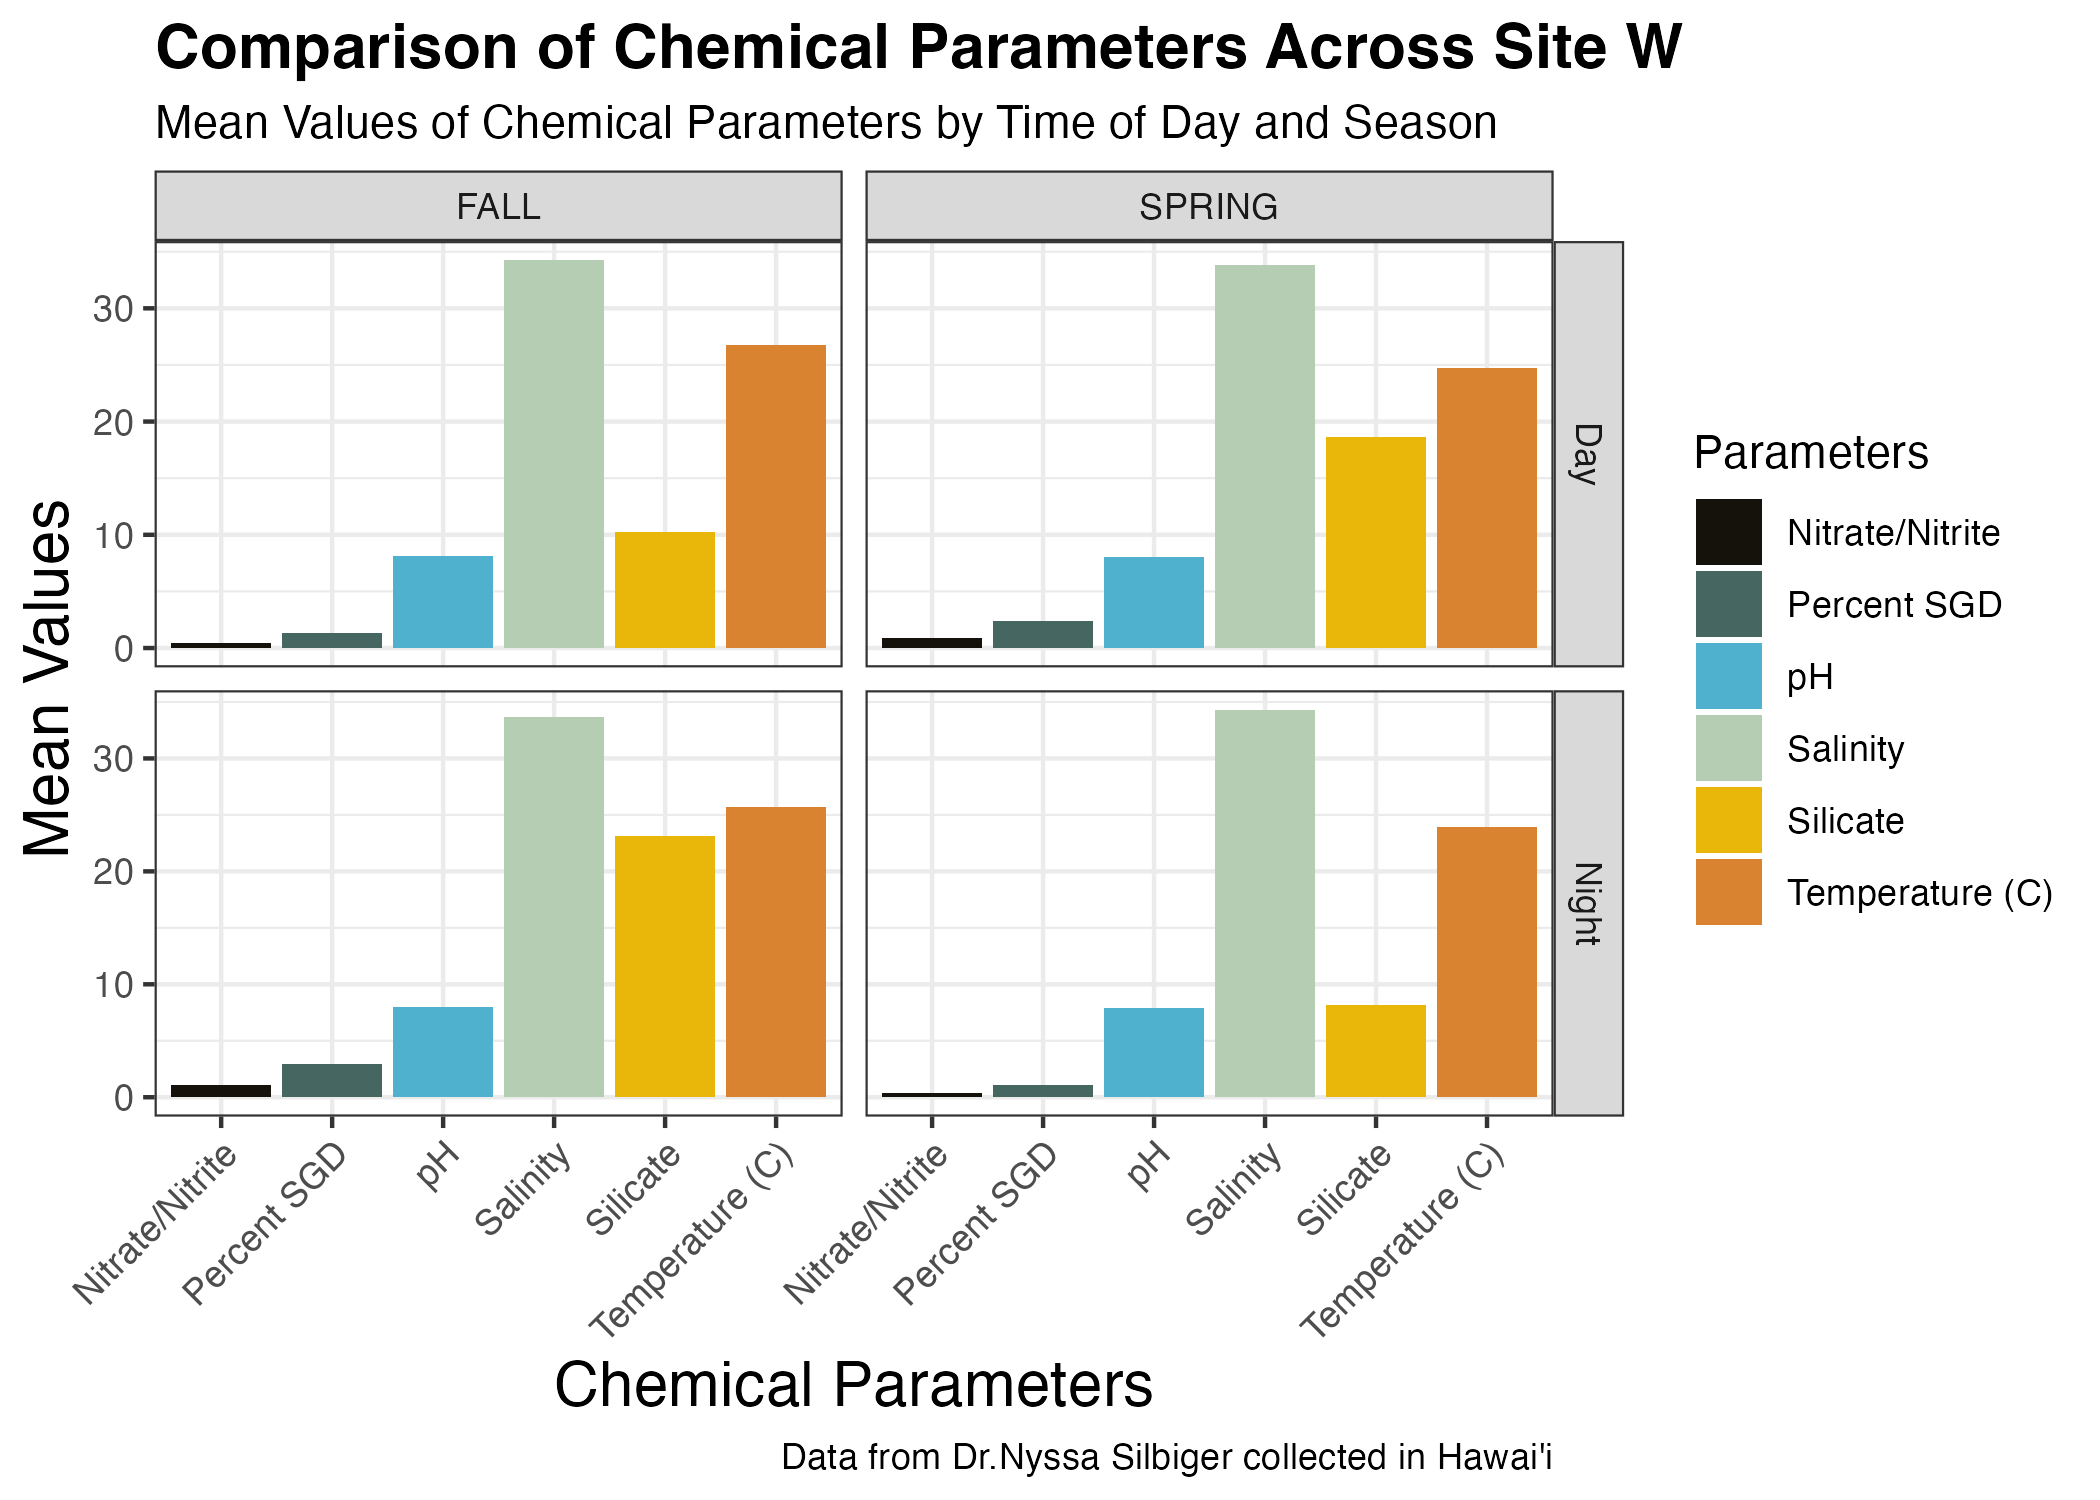 Comparison of Chemical Parameters Across Site W
Mean Values of Chemical Parameters by Time of Day and Season
FALL
SPRING
30
20
10
0
Day
30
20
10
0
Night
Mean Values
Nitrate/Nitrite
Percent SGD
pH
Salinity
Silicate
Temperature (C)
Nitrate/Nitrite
Percent SGD
pH
Salinity
Silicate
Temperature (C)
Chemical Parameters
Data from Dr.Nyssa Silbiger collected in Hawai'i
Parameters
Nitrate/Nitrite
Percent SGD
pH
Salinity
Silicate
Temperature (C)